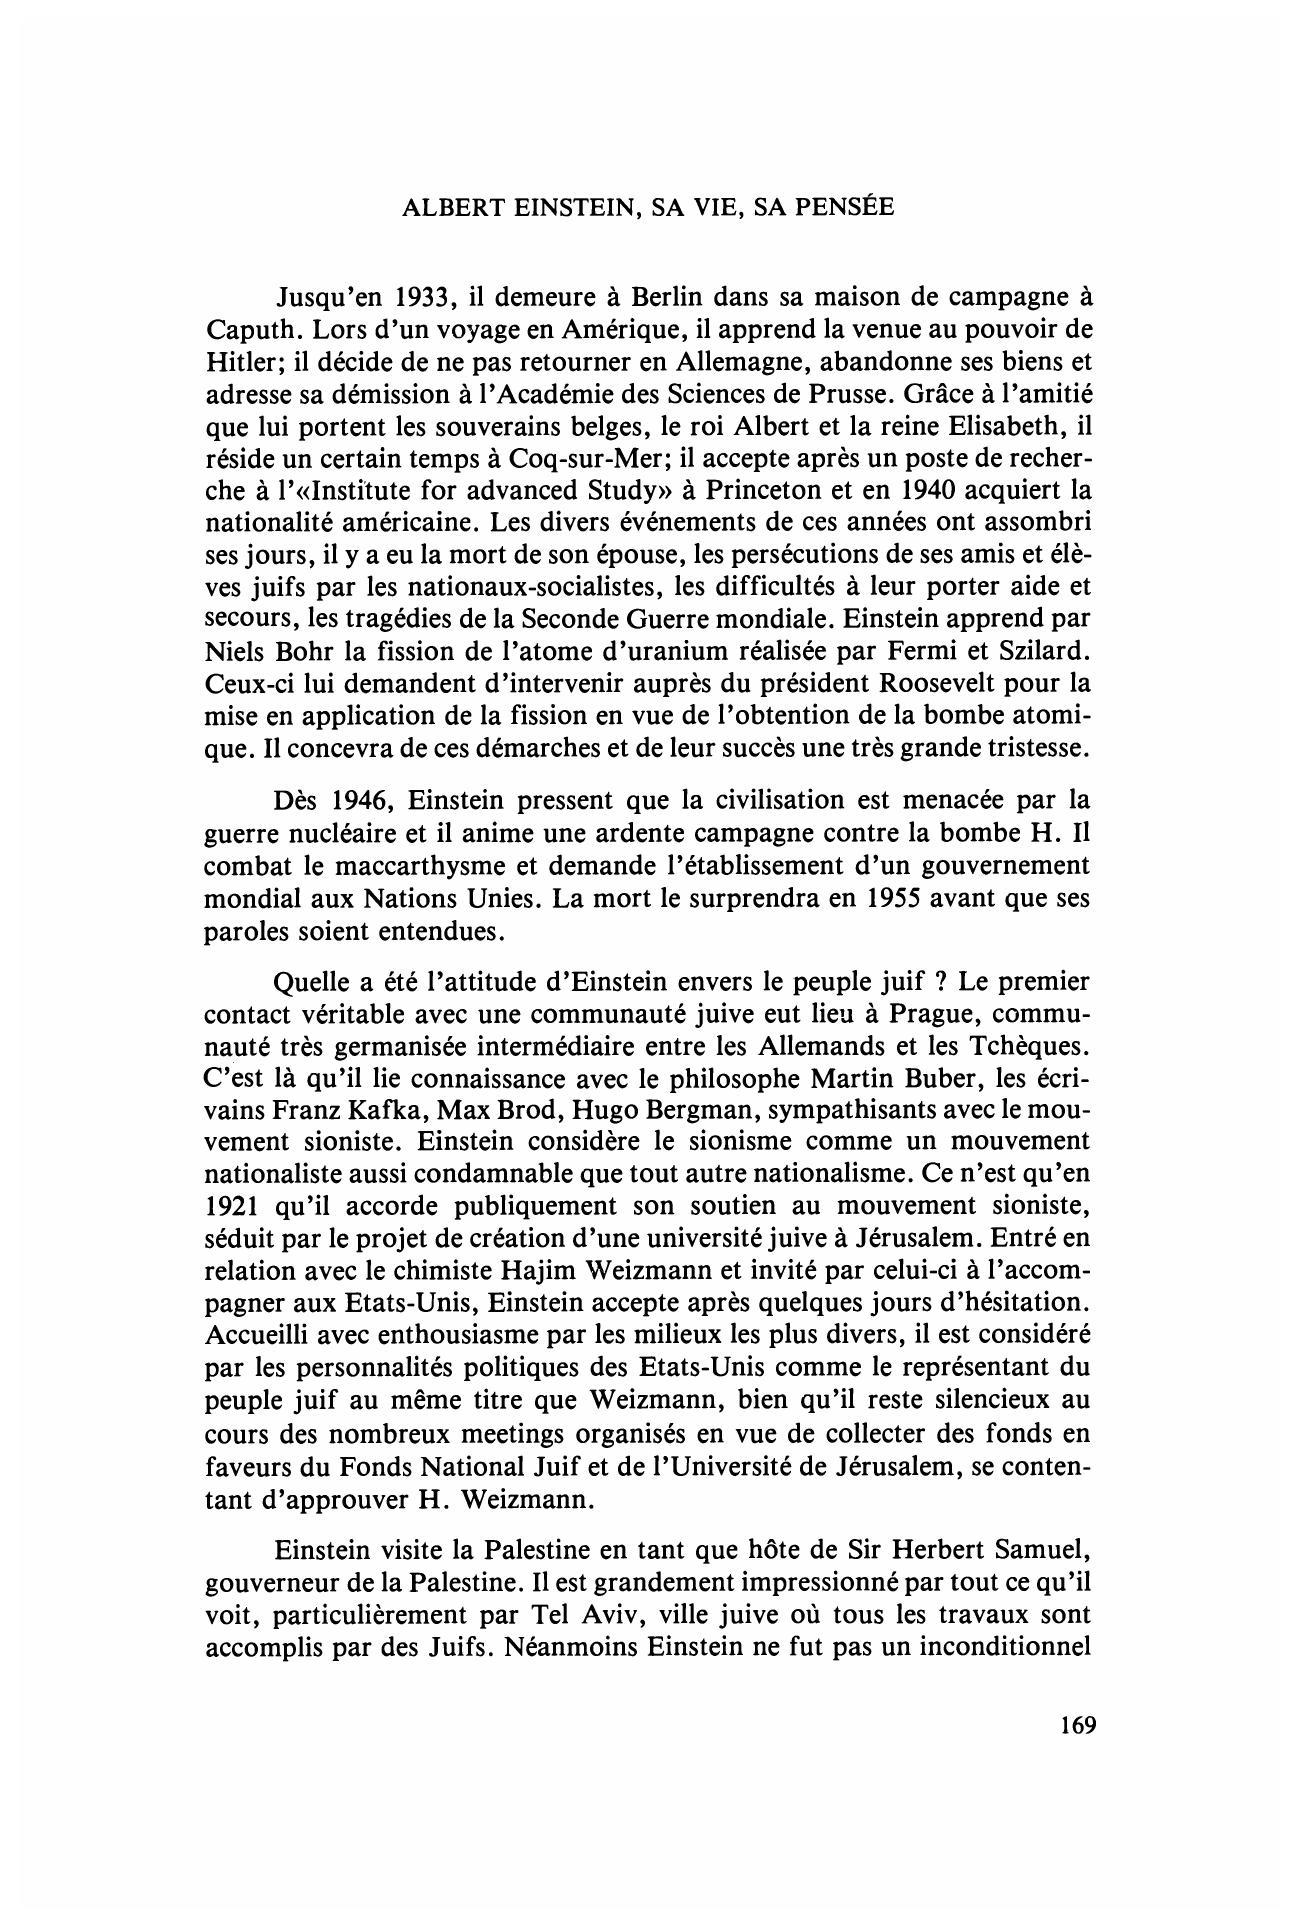 ALBERT EINSTEIN, SA VIE, SA PENSÉE
Jusqu'en 1933, il demeure à Berlin dans sa maison de campagne à
Caputh. Lors d'un voyage en Amérique, il apprend la venue au pouvoir de
Hitler; il décide de ne pas retourner en Allemagne, abandonne ses biens et
adresse sa démission à l'Académie des Sciences de Prusse. Grâce à l'amitié
que lui portent les souverains belges, le roi Albert et la reine Elisabeth, il
réside un certain temps à Coq-sur-Mer; il accepte après un poste de recher-
che à l'«Institute for advanced Study» à Princeton et en 1940 acquiert la
nationalité américaine. Les divers événements de ces années ont assombri
ses jours, il y a eu la mort de son épouse, les persécutions de ses amis et élè-
ves juifs par les nationaux-socialistes, les difficultés à leur porter aide et
secours, les tragédies de la Seconde Guerre mondiale. Einstein apprend par
Niels Bohr la fission de l'atome d'uranium réalisée par Fermi et Szilard.
Ceux-ci lui demandent d'intervenir auprès du président Roosevelt pour la
mise en application de la fission en vue de l'obtention de la bombe atomi-
que. Il concevra de ces démarches et de leur succès une très grande tristesse.
Dès 1946, Einstein pressent que la civilisation est menacée par la
guerre nucléaire et il anime une ardente campagne contre la bombe H. Il
combat le maccarthysme et demande l'établissement d'un gouvernement
mondial aux Nations Unies. La mort le surprendra en 1955 avant que ses
paroles soient entendues.
Quelle a été l'attitude d'Einstein envers le peuple juif ? Le premier
contact véritable avec une communauté juive eut lieu à Prague, commu-
nauté très germanisée intermédiaire entre les Allemands et les Tchèques.
C'est là qu'il lie connaissance avec le philosophe Martin Buber, les écri-
vains Franz Kafka, Max Brod, Hugo Bergman, sympathisants avec le mou-
vement sioniste. Einstein considère le sionisme comme un mouvement
nationaliste aussi condamnable que tout autre nationalisme. Ce n'est qu'en
1921 qu'il accorde publiquement son soutien au mouvement sioniste,
séduit par le projet de création d'une université juive à Jérusalem. Entré en
relation avec le chimiste Hajim Weizmann et invité par celui-ci à l'accom-
pagner aux Etats-Unis, Einstein accepte après quelques jours d'hésitation.
Accueilli avec enthousiasme par les milieux les plus divers, il est considéré
par les personnalités politiques des Etats-Unis comme le représentant du
peuple juif au même titre que Weizmann, bien qu'il reste silencieux au
cours des nombreux meetings organisés en vue de collecter des fonds en
faveurs du Fonds National Juif et de l'Université de Jérusalem, se conten-
tant d'approuver H. Weizmann.
Einstein visite la Palestine en tant que hôte de Sir Herbert Samuel,
gouverneur de la Palestine. Il est grandement impressionné par tout ce qu'il
voit, particulièrement par Tel Aviv, ville juive où tous les travaux sont
accomplis par des Juifs. Néanmoins Einstein ne fut pas un inconditionnel
169